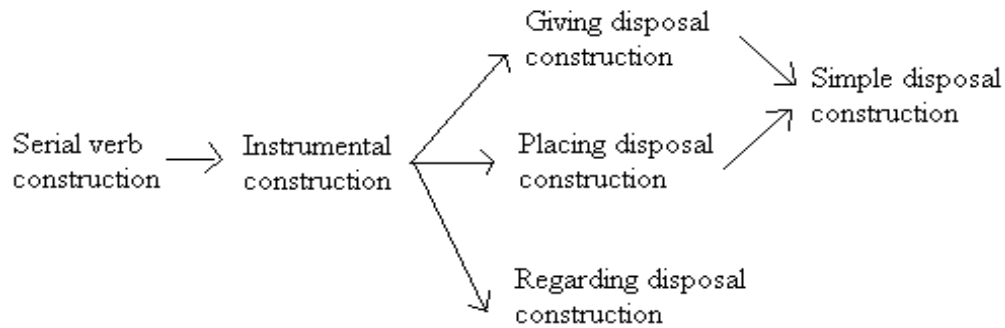 Giving disposal
construction
Simple disposal
construction
Serial verb
construction
Instrumental
construction
Placing disposal
construction
Regarding disposal
construction